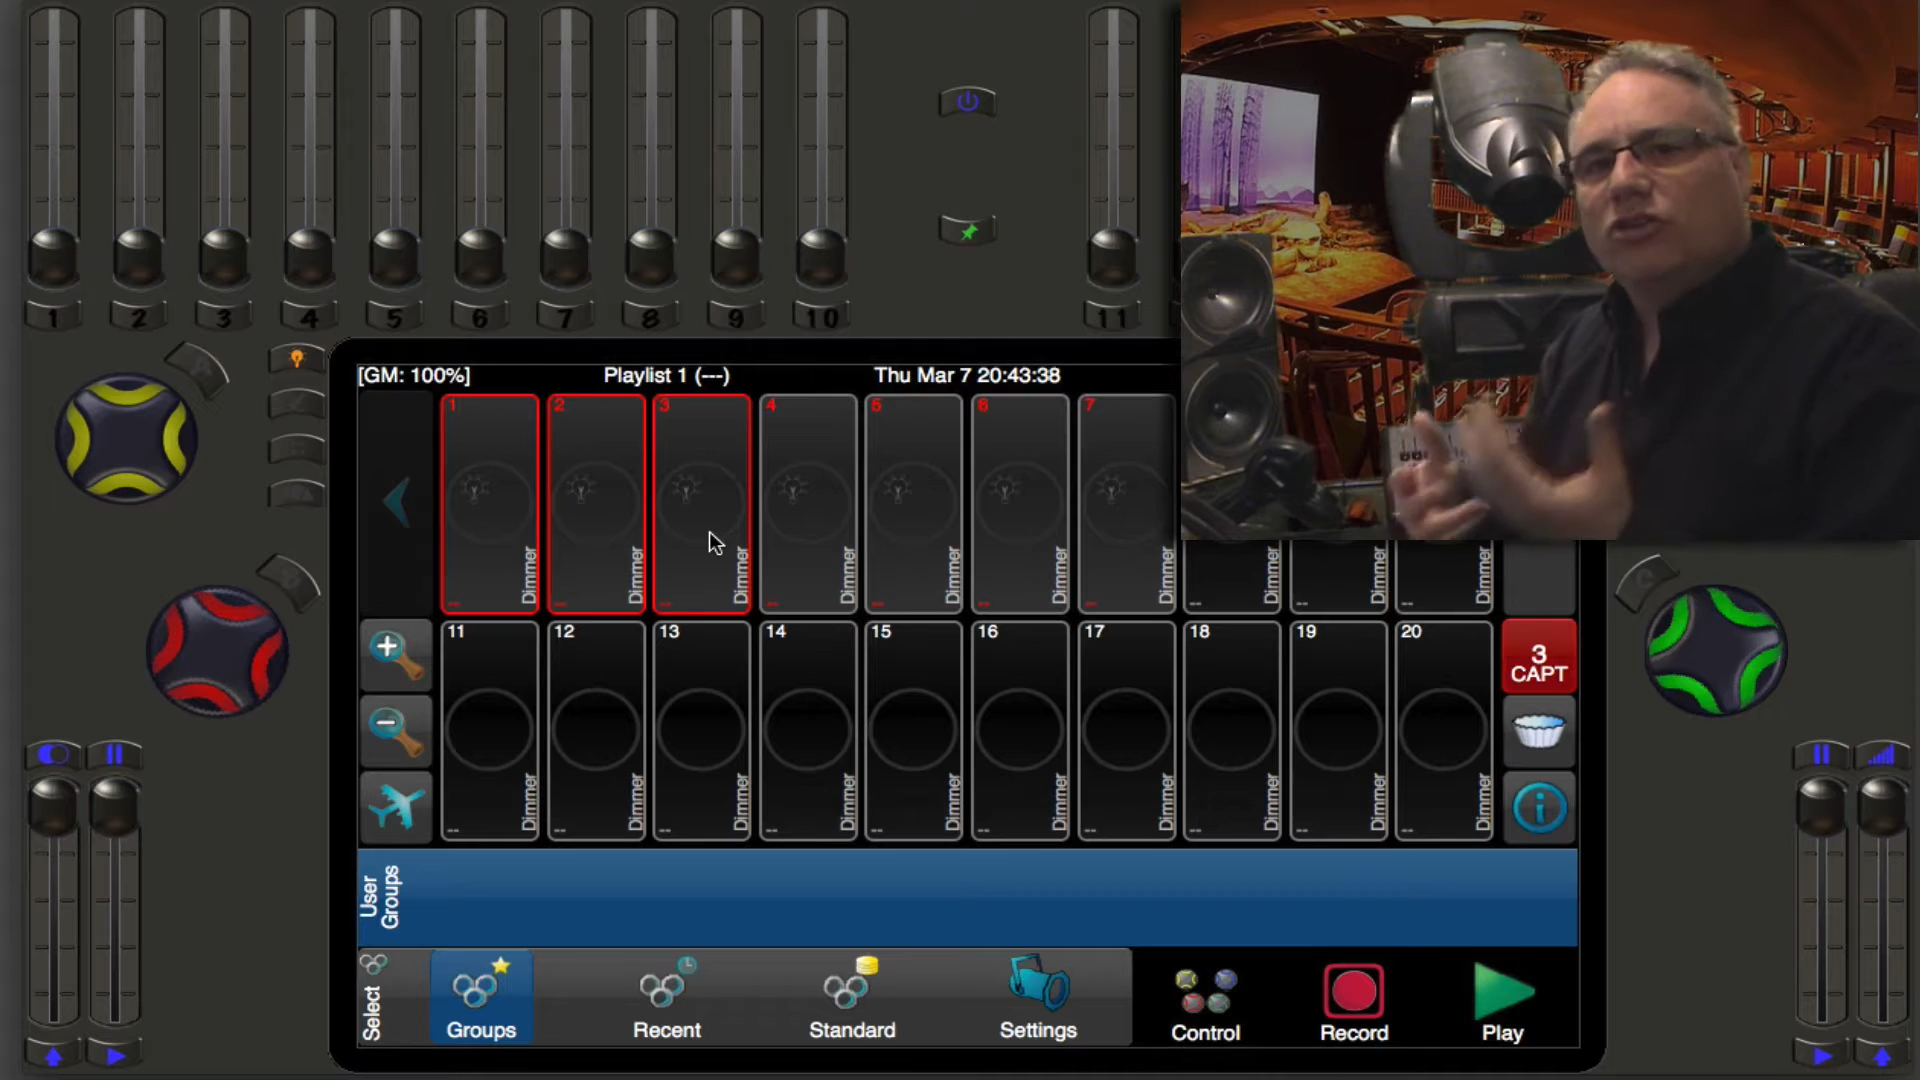 1 2 3 4 5 6 7 8 9 10 11
[GM: 100%] Playlist 1 (---) Thu Mar 7 20:43:38
1 2 3 4 5 6 7
Dimmer Dimmer Dimmer Dimmer Dimmer Dimmer Dimmer Dimmer Dimmer Dimmer
-- -- -- -- -- -- -- -- -- --
11 12 13 14 15 16 17 18 19 20
3
CAPT
Dimmer Dimmer Dimmer Dimmer Dimmer Dimmer Dimmer Dimmer Dimmer Dimmer
-- -- -- -- -- -- -- -- -- --
User
Groups
Select
Groups Recent Standard Settings Control Record Play